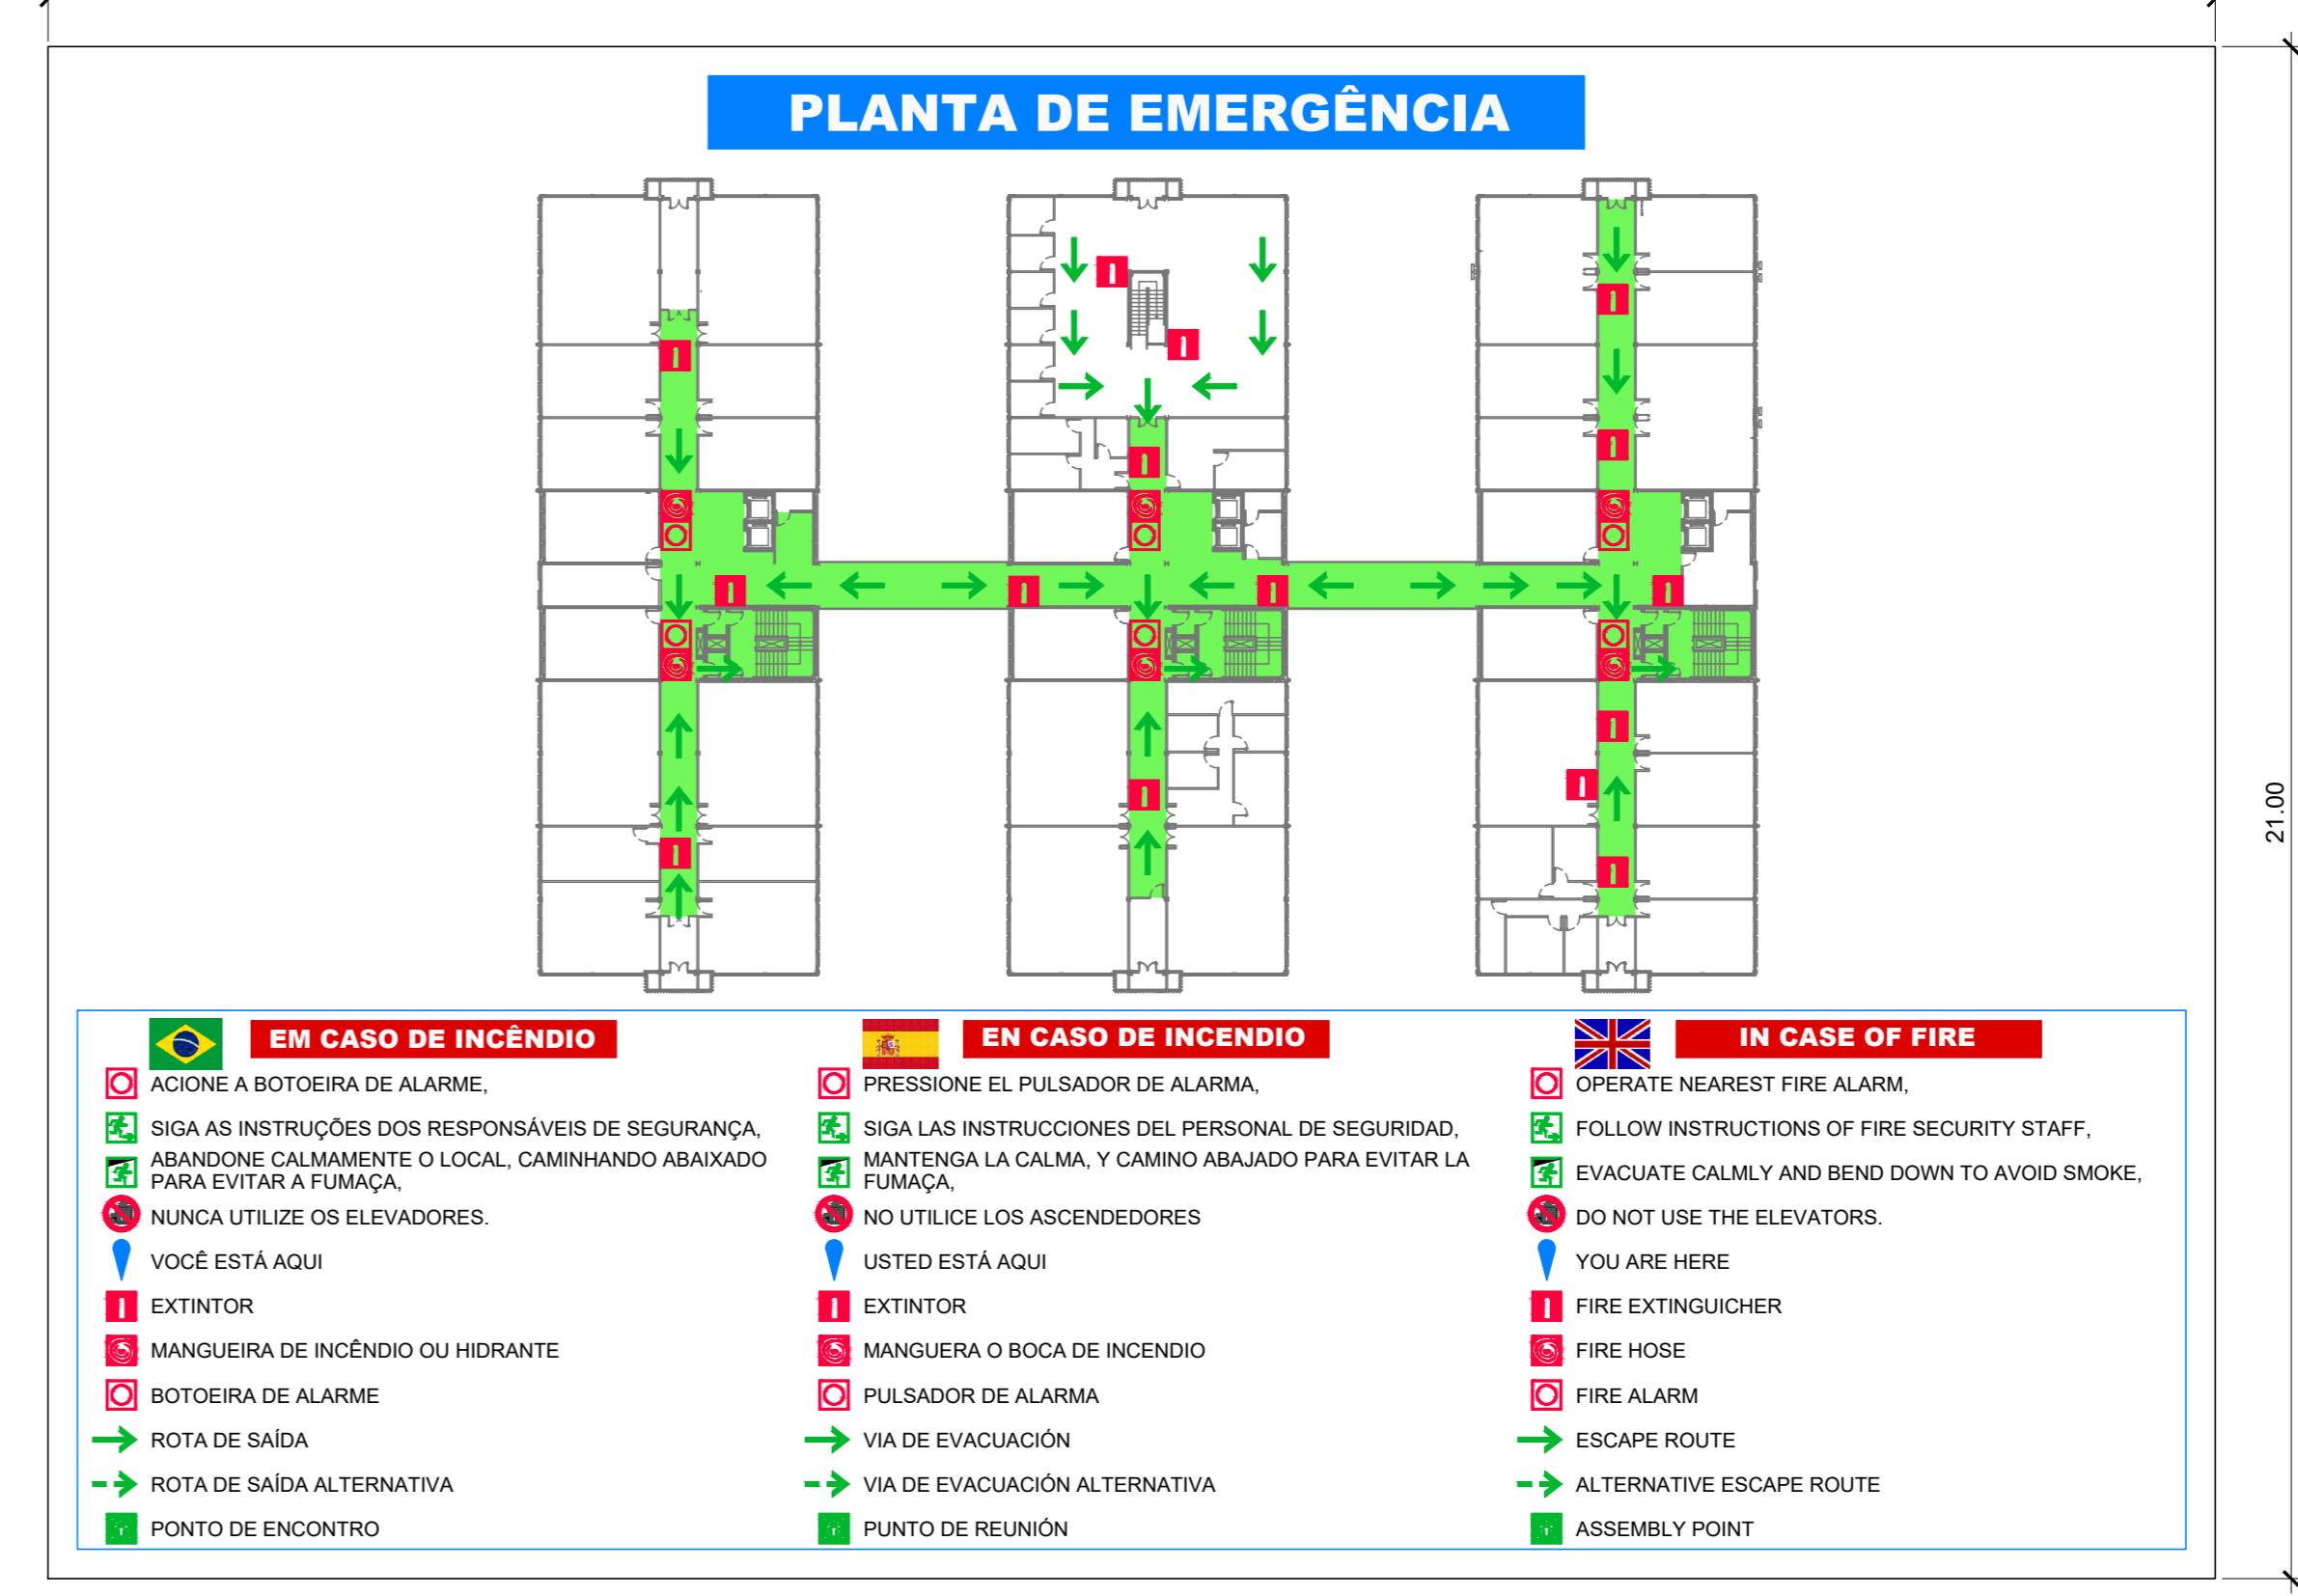 PLANTA DE EMERGÊNCIA
21.00
EM CASO DE INCÊNDIO
ACIONE A BOTOEIRA DE ALARME,
SIGA AS INSTRUÇÕES DOS RESPONSÁVEIS DE SEGURANÇA,
ABANDONE CALMAMENTE O LOCAL, CAMINHANDO ABAIXADO
PARA EVITAR A FUMAÇA,
NUNCA UTILIZE OS ELEVADORES.
VOCÊ ESTÁ AQUI
EXTINTOR
MANGUEIRA DE INCÊNDIO OU HIDRANTE
BOTOEIRA DE ALARME
ROTA DE SAÍDA
ROTA DE SAÍDA ALTERNATIVA
PONTO DE ENCONTRO
EN CASO DE INCENDIO
PRESSIONE EL PULSADOR DE ALARMA,
SIGA LAS INSTRUCCIONES DEL PERSONAL DE SEGURIDAD,
MANTENGA LA CALMA, Y CAMINO ABAJADO PARA EVITAR LA
FUMAÇA,
NO UTILICE LOS ASCENDEDORES
USTED ESTÁ AQUI
EXTINTOR
MANGUERA O BOCA DE INCENDIO
PULSADOR DE ALARMA
VIA DE EVACUACIÓN
VIA DE EVACUACIÓN ALTERNATIVA
PUNTO DE REUNIÓN
IN CASE OF FIRE
OPERATE NEAREST FIRE ALARM,
FOLLOW INSTRUCTIONS OF FIRE SECURITY STAFF,
EVACUATE CALMLY AND BEND DOWN TO AVOID SMOKE,
DO NOT USE THE ELEVATORS.
YOU ARE HERE
FIRE EXTINGUICHER
FIRE HOSE
FIRE ALARM
ESCAPE ROUTE
ALTERNATIVE ESCAPE ROUTE
ASSEMBLY POINT